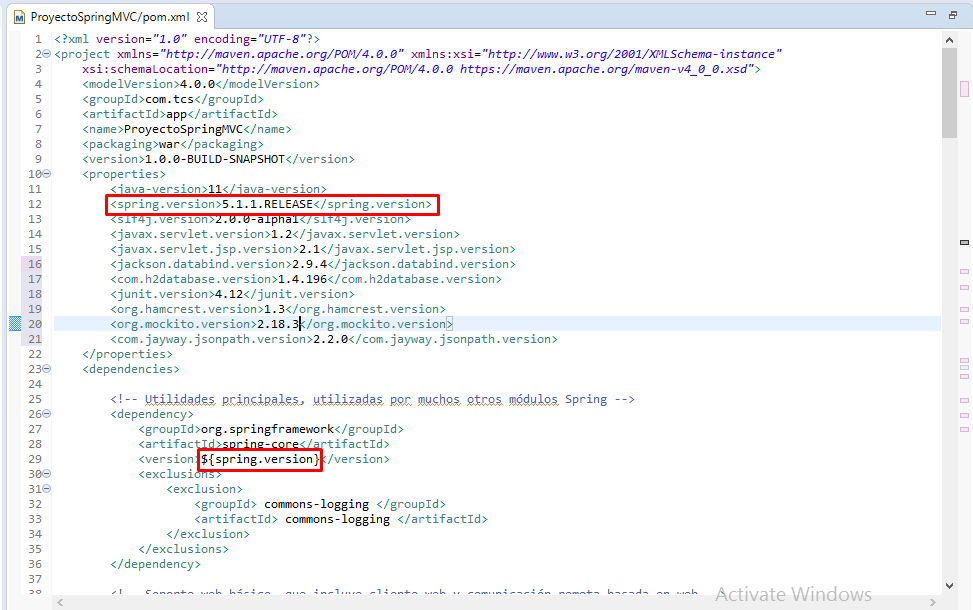 ProyectoSpringMVC/pom.xml
1 <?xml version="1.0" encoding="UTF-8"?>
2 <project xmlns="http://maven.apache.org/POM/4.0.0" xmlns:xsi="http://www.w3.org/2001/XMLSchema-instance"
3 xsi:schemaLocation="http://maven.apache.org/POM/4.0.0 https://maven.apache.org/maven-v4_0_0.xsd">
4 <modelVersion>4.0.0</modelVersion>
5 <groupId>com.tcs</groupId>
6 <artifactId>app</artifactId>
7 <name>ProyectoSpringMVC</name>
8 <packaging>war</packaging>
9 <version>1.0.0-BUILD-SNAPSHOT</version>
10 <properties>
11 <java-version>11</java-version>
12 <spring.version>5.1.1.RELEASE</spring.version>
13 <slf4j.version>2.0.0-alpha1</slf4j.version>
14 <javax.servlet.version>1.2</javax.servlet.version>
15 <javax.servlet.jsp.version>2.1</javax.servlet.jsp.version>
16 <jackson.databind.version>2.9.4</jackson.databind.version>
17 <com.h2database.version>1.4.196</com.h2database.version>
18 <junit.version>4.12</junit.version>
19 <org.hamcrest.version>1.3</org.hamcrest.version>
20 <org.mockito.version>2.18.3</org.mockito.version>
21 <com.jayway.jsonpath.version>2.2.0</com.jayway.jsonpath.version>
22 </properties>
23 <dependencies>
24
25 <!-- Utilidades principales, utilizadas por muchos otros módulos Spring -->
26 <dependency>
27 <groupId>org.springframework</groupId>
28 <artifactId>spring-core</artifactId>
29 <version>${spring.version}</version>
30 <exclusions>
31 <exclusion>
32 <groupId> commons-logging </groupId>
33 <artifactId> commons-logging </artifactId>
34 </exclusion>
35 </exclusions>
36 </dependency>
37
38 <!-- Soporte web básico, que incluye cliente web y comunicación remota basada en web. -->
Activate Windows